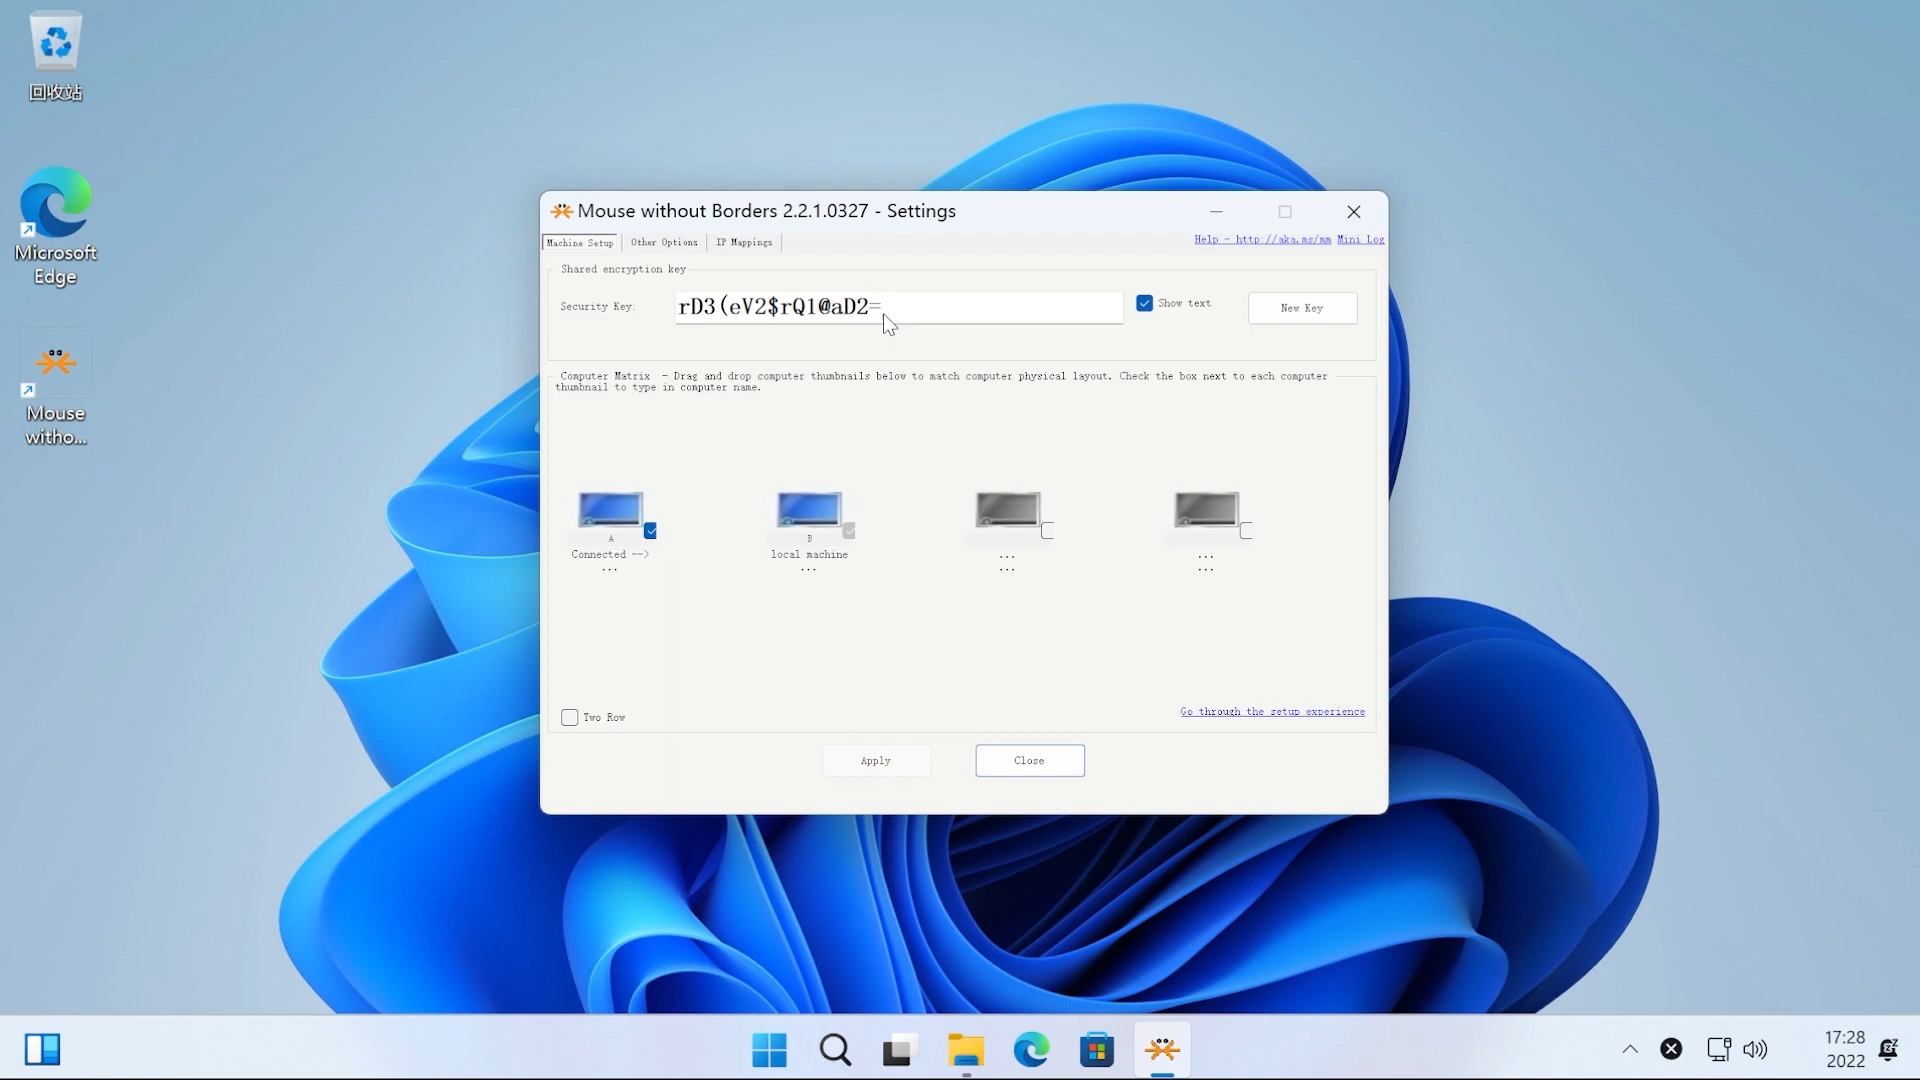 回收站
Microsoft
Edge
Mouse
witho...
Mouse without Borders 2.2.1.0327 - Settings
Machine Setup
Other Options
IP Mappings
Help - http://aka.ms/mm
Mini Log
Shared encryption key
Security Key:
rD3(eV2$rQ1@aD2=
Show text
New Key
Computer Matrix - Drag and drop computer thumbnails below to match computer physical layout. Check the box next to each computer
thumbnail to type in computer name.
A
Connected -->
...
B
local machine
...
...
...
...
...
Two Row
Go through the setup experience
Apply
Close
17:28
2022